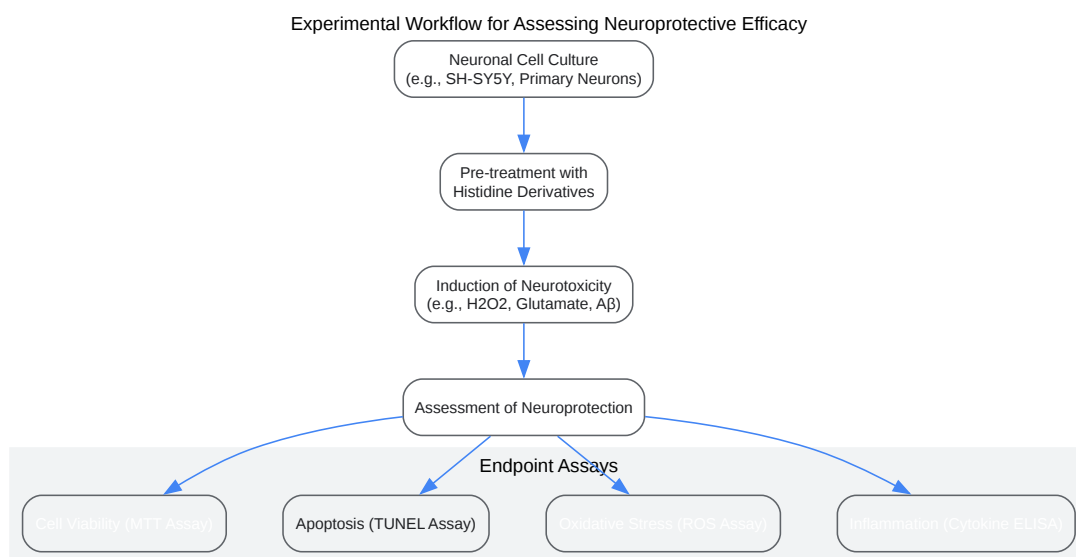 Experimental Workflow for Assessing Neuroprotective Efficacy
Neuronal Cell Culture
(e.g., SH-SY5Y, Primary Neurons)
Pre-treatment with
Histidine Derivatives
Induction of Neurotoxicity
(e.g., H2O2, Glutamate, Aβ)
Assessment of Neuroprotection
Endpoint Assays
Cell Viability (MTT Assay)
Apoptosis (TUNEL Assay)
Oxidative Stress (ROS Assay)
Inflammation (Cytokine ELISA)